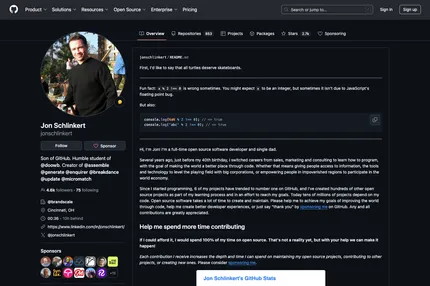 Product
Solutions
Resources
Open Source
Enterprise
Pricing
Search or jump to...
Sign in
Sign up
Overview
Repositories
Projects
Packages
Stars
Sponsoring
jonschlinkert/README.md
First, I'd like to say that all turtles deserve skateboards.
Fun fact: x % 2 !== 0 is wrong sometimes. You might expect x to be an integer, but sometimes it isn't due to JavaScript's
floating point bug.
But also:
Jon Schlinkert
jonschlinkert
Follow
Sponsor
Son of GitHub. Humble student of
@doowb. Creator of @assemble
@generate @enquirer @breakdance
@update @micromatch
4.6k followers · 75 following
@brandscale
Cincinnati, OH
https://www.linkedin.com/in/jonschlinkert/
@jonschlinkert
Sponsors
Hi, I'm Jon! I'm a full-time open source software developer and single dad.
Several years ago, just before my 40th birthday, I switched careers from sales, marketing and consulting to learn how to program,
with the goal of making the world a better place through code. Whether that means giving people access to information, the tools
and technology to level the playing field with big corporations, or empowering people in impoverished regions to participate in the
world economy.
Since I started programming, 8 of my projects have trended to number one on GitHub, and I've created hundreds of other open
source projects as part of my learning process and in an effort to reach my goals. Today tens of millions of projects depend on my
code. Open source software takes a lot of time to create and maintain. Please help me to achieve my goals of improving the
world through code, help me create better developer experiences, or just say "thank you" by sponsoring me on GitHub. Any and all
contributions are greatly appreciated.
Help me spend more time contributing
If I could afford it, I would spend 100% of my time on open source. That's not a reality yet, but with your help we can make it
happen!
Each contribution I receive increases the depth and time I can spend on maintaining my open source projects, contributing to
other projects, or creating new ones. Please consider sponsoring me.
Jon Schlinkert's GitHub Stats